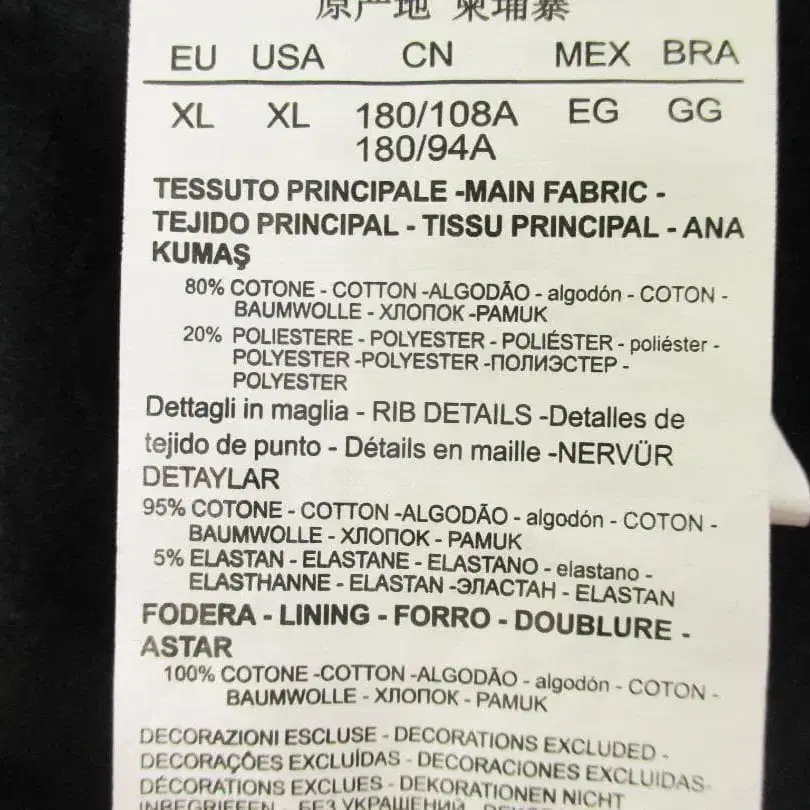 原产地 柬埔寨
EU USA CN MEX BRA
XL XL 180/108A EG GG
180/94A
TESSUTO PRINCIPALE -MAIN FABRIC -
TEJIDO PRINCIPAL - TISSU PRINCIPAL - ANA
KUMAŞ
80% COTONE - COTTON -ALGODÃO - algodón - COTON -
BAUMWOLLE - ХЛОПОК -PAMUK
20% POLIESTERE - POLYESTER - POLIÉSTER - poliéster -
POLYESTER -POLYESTER -ПОЛИЭСТЕР -
POLYESTER
Dettagli in maglia - RIB DETAILS -Detalles de
tejido de punto - Détails en maille -NERVÜR
DETAYLAR
95% COTONE - COTTON -ALGODÃO - algodón - COTON -
BAUMWOLLE - ХЛОПОК - PAMUK
5% ELASTAN - ELASTANE - ELASTANO - elastano -
ELASTHANNE - ELASTAN -ЭЛАСТАН - ELASTAN
FODERA - LINING - FORRO - DOUBLURE -
ASTAR
100% COTONE -COTTON -ALGODÃO - algodón - COTON -
BAUMWOLLE - ХЛОПОК - PAMUK
DECORAZIONI ESCLUSE - DECORATIONS EXCLUDED -
DECORAÇÕES EXCLUÍDAS - DECORACIONES EXCLUIDAS-
DÉCORATIONS EXCLUES - DEKORATIONEN NICHT
INBEGRIFFEN - БЕЗ УКРАШЕНИЙ